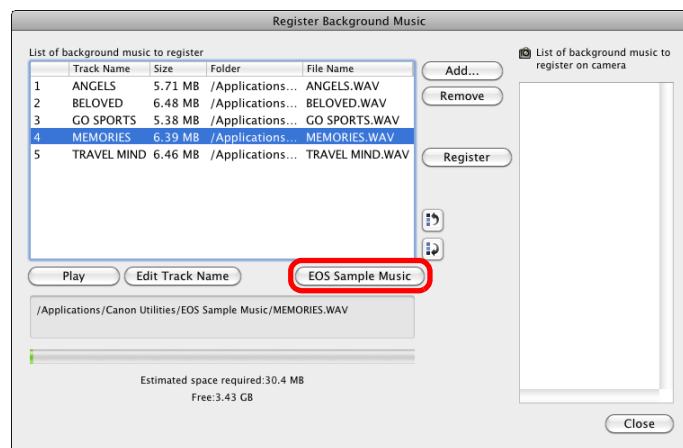 Register Background Music
List of background music to register
Track Name Size Folder File Name
1 ANGELS 5.71 MB /Applications... ANGELS.WAV
2 BELOVED 6.48 MB /Applications... BELOVED.WAV
3 GO SPORTS 5.38 MB /Applications... GO SPORTS.WAV
4 MEMORIES 6.39 MB /Applications... MEMORIES.WAV
5 TRAVEL MIND 6.46 MB /Applications... TRAVEL MIND.WAV
Add...
Remove
Register
Play
Edit Track Name
EOS Sample Music
/Applications/Canon Utilities/EOS Sample Music/MEMORIES.WAV
Estimated space required:30.4 MB
Free:3.43 GB
List of background music to
register on camera
Close